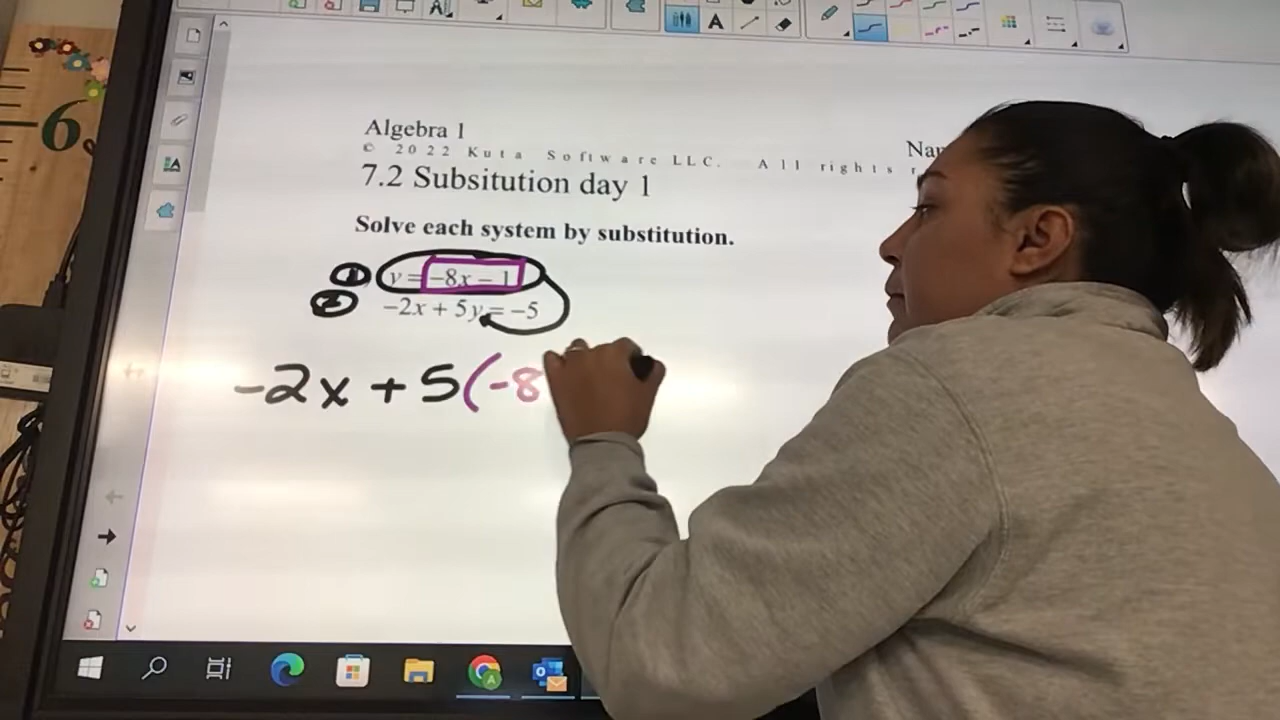 6
Algebra 1
© 2022 Kuta Software LLC. All rights r
7.2 Subsitution day 1
Solve each system by substitution.
1 y = -8x - 1
2 -2x + 5y = -5
-2x + 5(-8